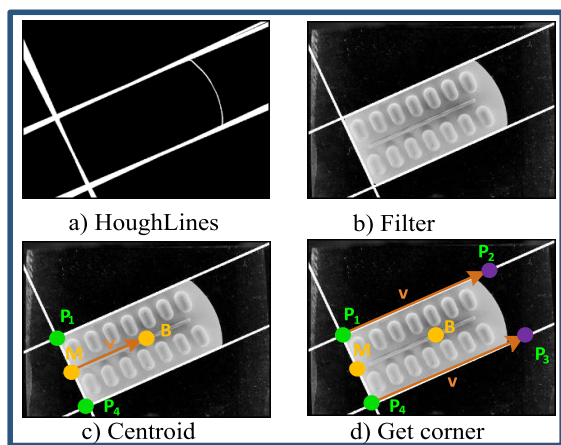 a) HoughLines
b) Filter
P1
M
v
B
P4
c) Centroid
P2
P1
v
B
M
P3
v
P4
d) Get corner